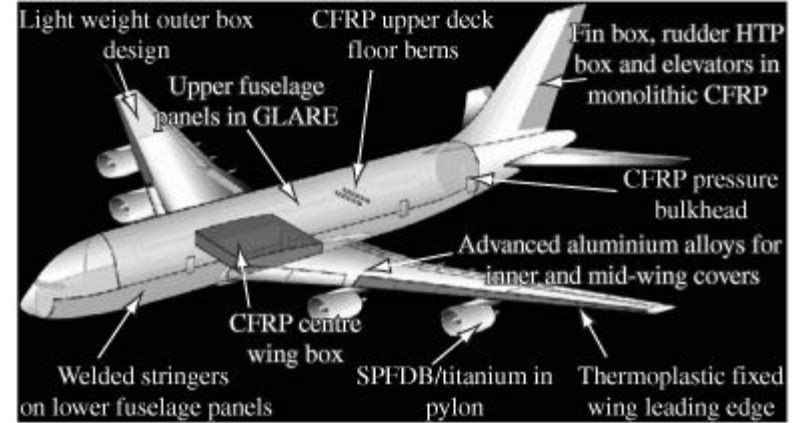 Light weight outer box
design
CFRP upper deck
floor berns
Fin box, rudder HTP
box and elevators in
monolithic CFRP
Upper fuselage
panels in GLARE
CFRP pressure
bulkhead
Advanced aluminium alloys for
inner and mid-wing covers
CFRP centre
wing box
Welded stringers
on lower fuselage panels
SPFDB/titanium in
pylon
Thermoplastic fixed
wing leading edge